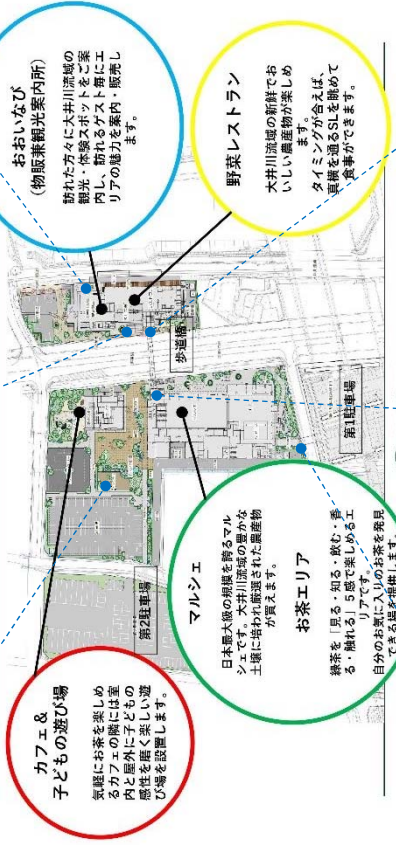 カフェ&
子どもの遊び場
気軽にお茶を楽しめ
るカフェの隣には室
内と屋外に子どもの
感性を磨く楽しい遊
び場を設置します。
おおいなび
(物販兼観光案内所)
訪れた方々に大井川流域の
観光・体験スポットをご案
内し、訪れるゲスト毎にエ
リアの魅力を案内・販売し
ます。
野菜レストラン
大井川流域の新鮮でお
いしい農産物が楽しめ
ます。
タイミングが合えば、
真横を通るSLを眺めて
食事ができます。
マルシェ
日本最大級の規模を誇るマル
シェです。大井川流域の豊かな
土壌に培われ厳選された農産物
が買えます。
お茶エリア
緑茶を「見る・知る・飲む・香
る・触れる」五感で楽しめるエ
リアです。
自分のお気に入りのお茶を発見
できる場を提供します。
第2駐車場
歩道橋
第1駐車場